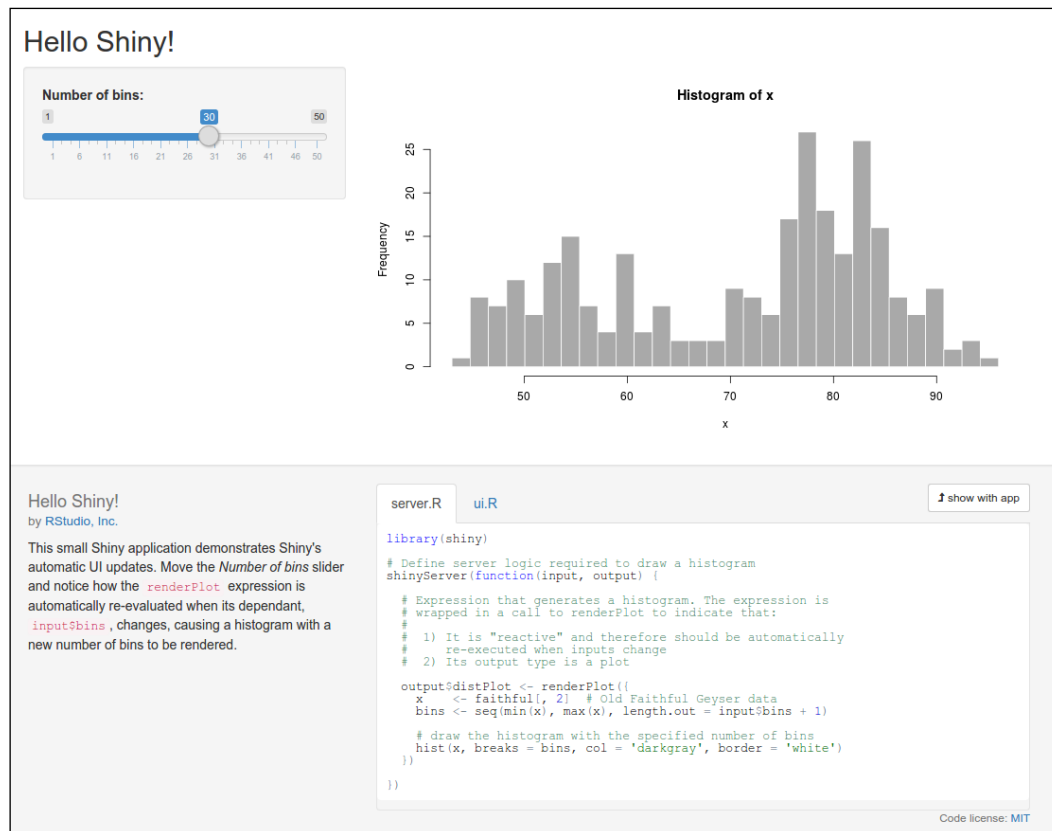 Hello Shiny!
Number of bins:
1 30 50
1 6 11 16 21 26 31 36 41 46 50
Histogram of x
Frequency
25
20
15
10
5
0
50 60 70 80 90
x
Hello Shiny!
by RStudio, Inc.
This small Shiny application demonstrates Shiny's
automatic UI updates. Move the Number of bins slider
and notice how the renderPlot expression is
automatically re-evaluated when its dependant,
input$bins , changes, causing a histogram with a
new number of bins to be rendered.
server.R ui.R
show with app
library(shiny)
# Define server logic required to draw a histogram
shinyServer(function(input, output) {
# Expression that generates a histogram. The expression is
# wrapped in a call to renderPlot to indicate that:
#
# 1) It is "reactive" and therefore should be automatically
# re-executed when inputs change
# 2) Its output type is a plot
output$distPlot <- renderPlot({
x <- faithful[, 2] # Old Faithful Geyser data
bins <- seq(min(x), max(x), length.out = input$bins + 1)
# draw the histogram with the specified number of bins
hist(x, breaks = bins, col = 'darkgray', border = 'white')
})
})
Code license: MIT